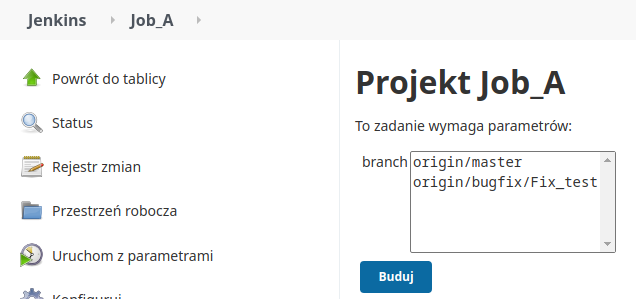 Jenkins Job_A
Powrót do tablicy
Status
Rejestr zmian
Przestrzeń robocza
Uruchom z parametrami
Konfiguruj
Projekt Job_A
To zadanie wymaga parametrów:
branch
origin/master
origin/bugfix/Fix_test
Buduj